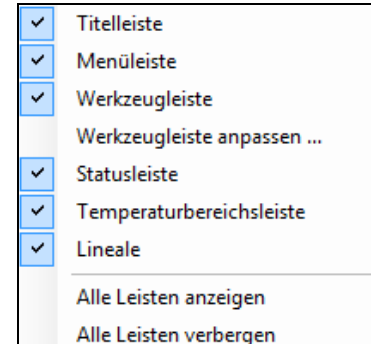 Titelleiste
Menüleiste
Werkzeugleiste
Werkzeugleiste anpassen ...
Statusleiste
Temperaturbereichsleiste
Lineale
Alle Leisten anzeigen
Alle Leisten verbergen